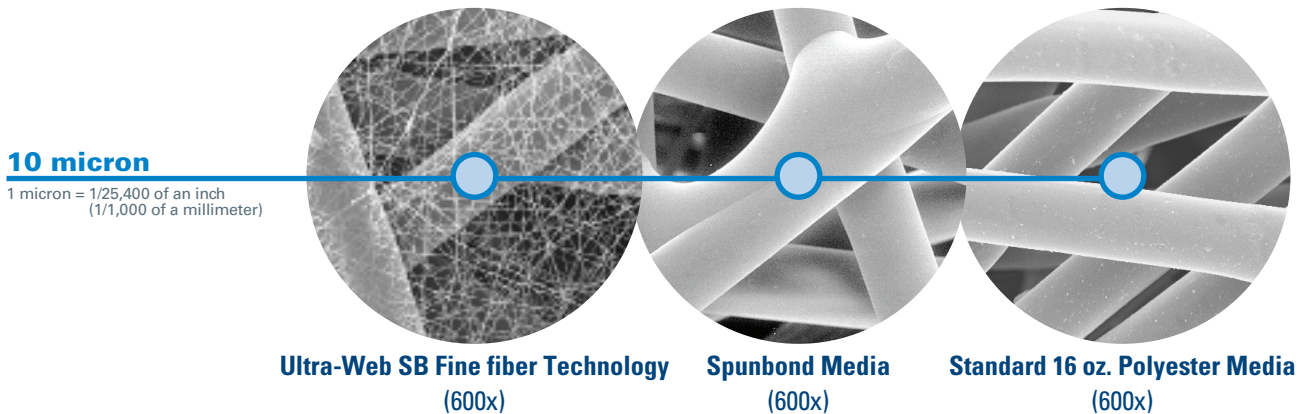 10 micron
1 micron = 1/25,400 of an inch
(1/1,000 of a millimeter)
Ultra-Web SB Fine fiber Technology
(600x)
Spunbond Media
(600x)
Standard 16 oz. Polyester Media
(600x)